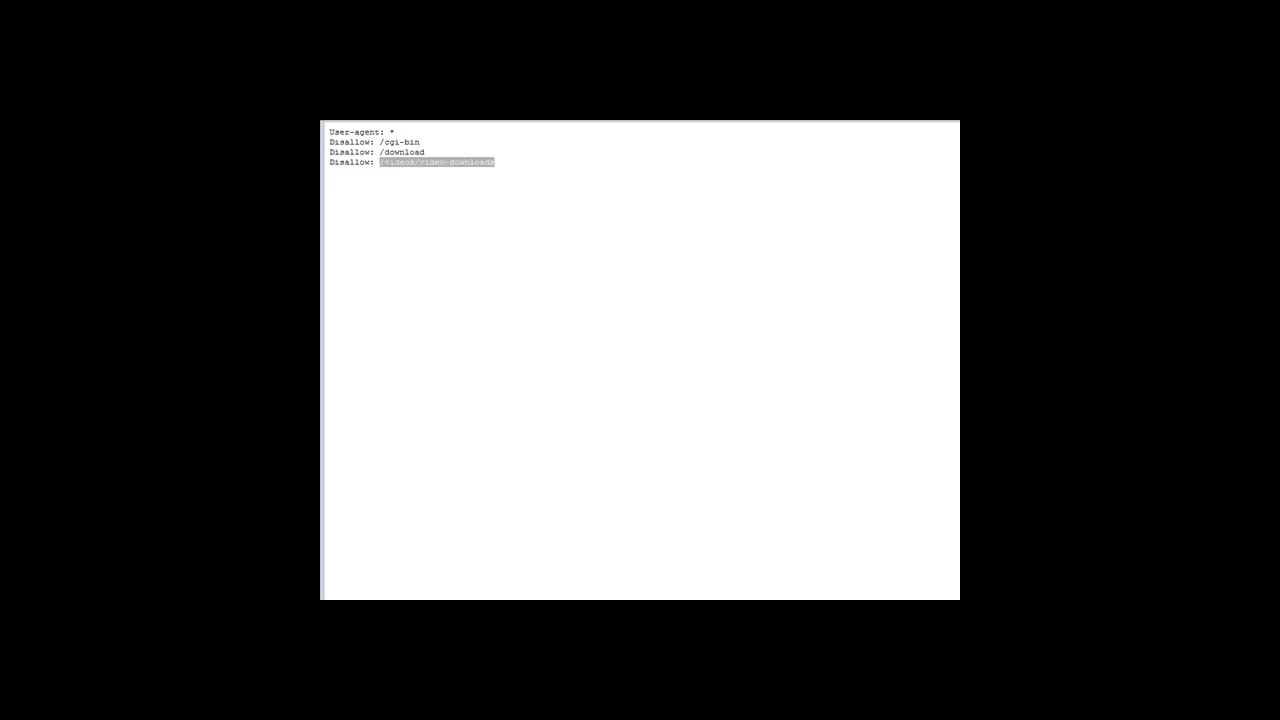 User-agent: *
Disallow: /cgi-bin
Disallow: /download
Disallow: /videos/video-downloads